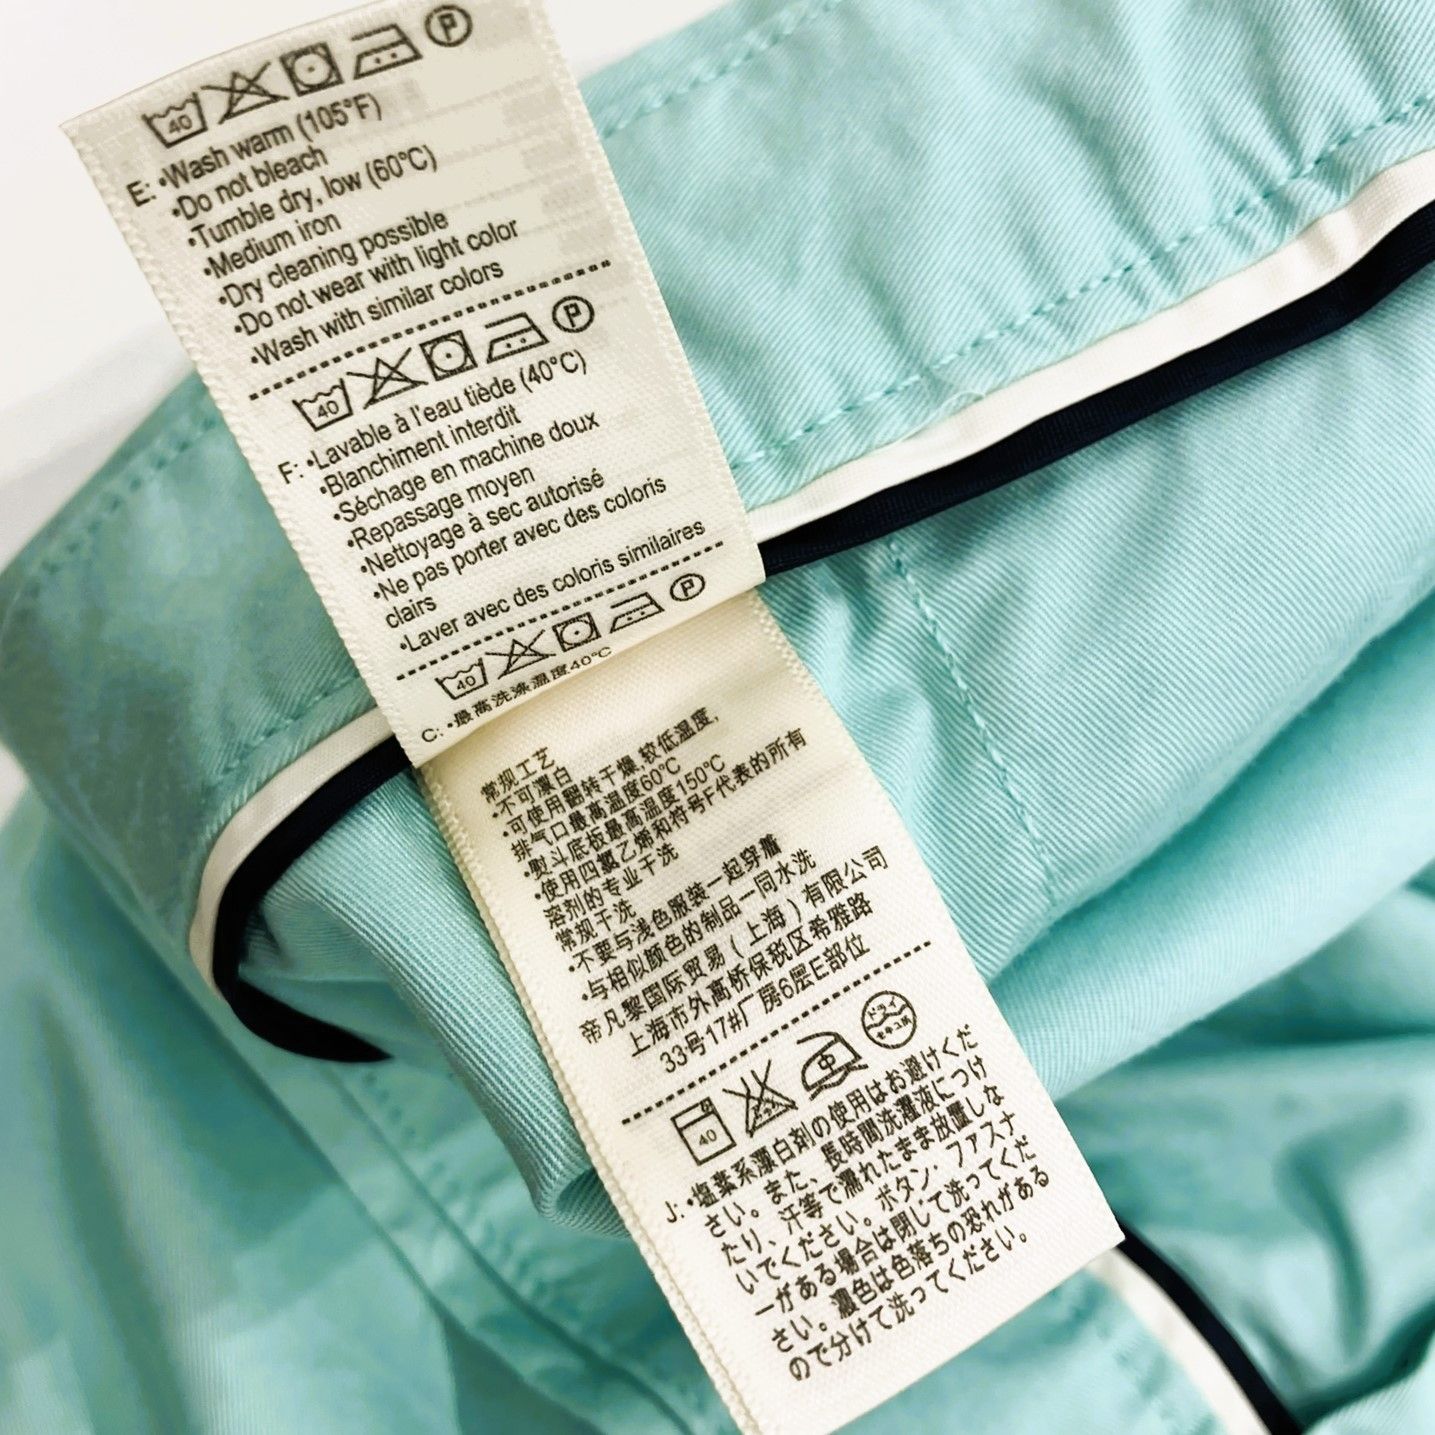 40
P
E: •Wash warm (105°F)
•Do not bleach
•Tumble dry, low (60°C)
•Medium iron
•Dry cleaning possible
•Do not wear with light color
•Wash with similar colors
40
P
F: •Lavable à l'eau tiède (40°C)
•Blanchiment interdit
•Séchage en machine doux
•Repassage moyen
•Nettoyage à sec autorisé
•Ne pas porter avec des coloris
clairs
•Laver avec des coloris similaires
40
P
C: •最高洗涤温度40°C
常规工艺
•不可漂白
•可使用翻转干燥,较低温度,
排气口最高温度60°C
•熨斗底板最高温度150°C
•使用四氯乙烯和符号F代表的所有
溶剂的专业干洗
常规干洗
•不要与浅色服装一起穿着
•与相似颜色的制品一同水洗
帝凡黎国际贸易（上海）有限公司
上海市外高桥保税区希雅路
33号17#厂房6层E部位
40
エンソ
サラシ
中
ドライ
セキユ系
J: •塩素系漂白剤の使用はお避けくだ
さい。また、長時間洗濯液につけ
たり、汗等で濡れたまま放置しな
いでください。ボタン・ファスナ
ーがある場合は閉じて洗ってくだ
さい。濃色は色落ちの恐れがある
ので分けて洗ってください。